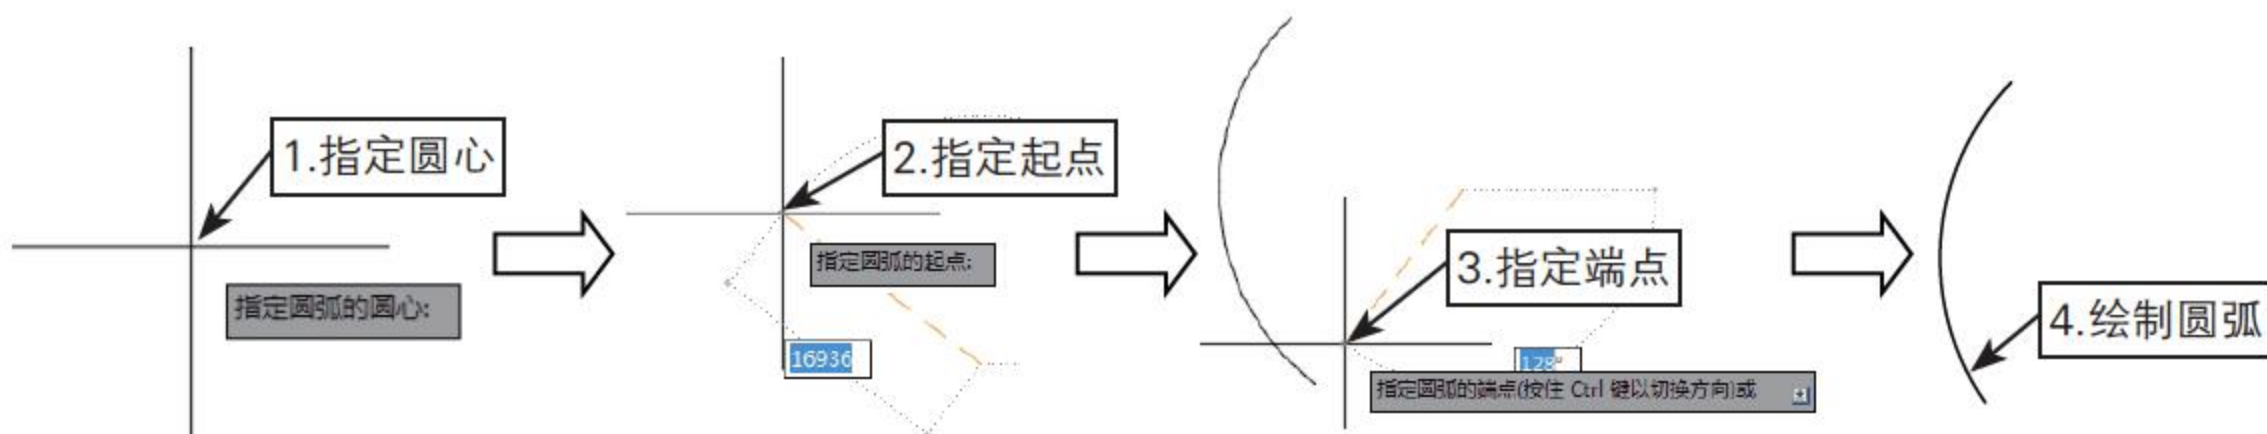 1.指定圆心
指定圆弧的圆心:
2.指定起点
指定圆弧的起点:
16936
3.指定端点
128°
指定圆弧的端点(按住 Ctrl 键以切换方向)或
4.绘制圆弧